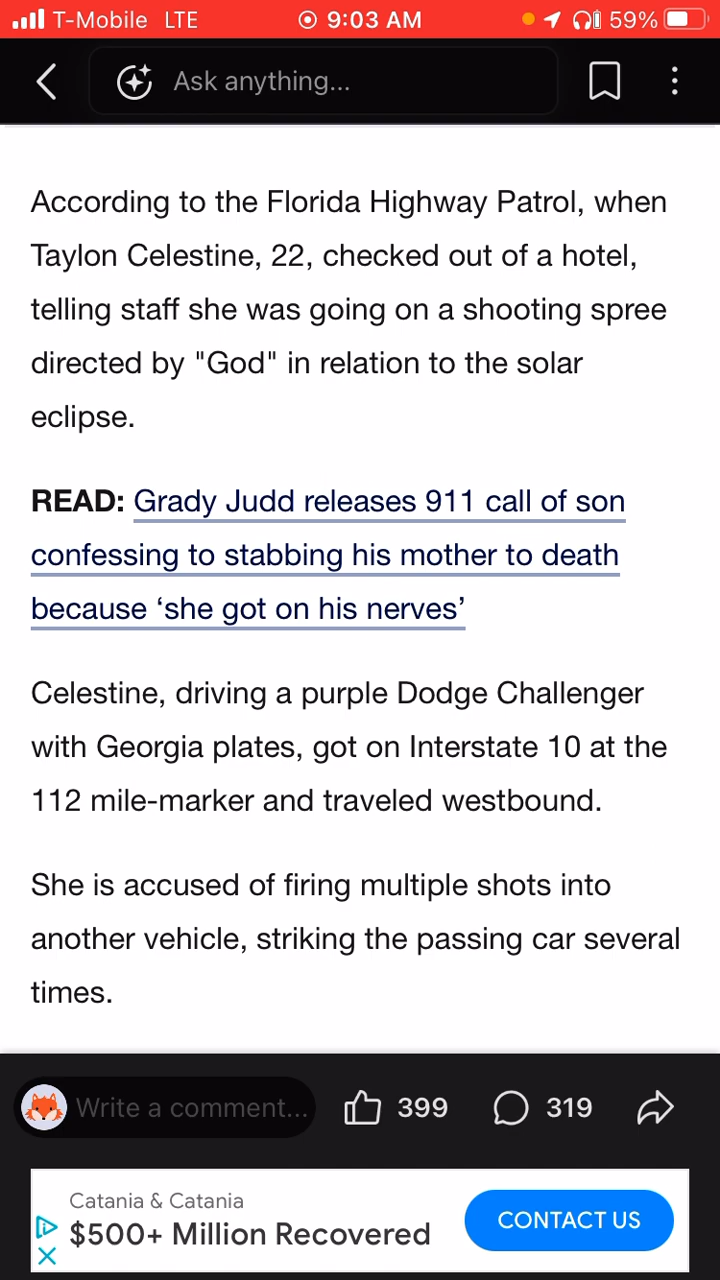 T-Mobile LTE 9:03 AM 59%
Ask anything...
According to the Florida Highway Patrol, when
Taylon Celestine, 22, checked out of a hotel,
telling staff she was going on a shooting spree
directed by "God" in relation to the solar
eclipse.
READ: Grady Judd releases 911 call of son
confessing to stabbing his mother to death
because ‘she got on his nerves’
Celestine, driving a purple Dodge Challenger
with Georgia plates, got on Interstate 10 at the
112 mile-marker and traveled westbound.
She is accused of firing multiple shots into
another vehicle, striking the passing car several
times.
Write a comment... 399 319
Catania & Catania
$500+ Million Recovered
CONTACT US